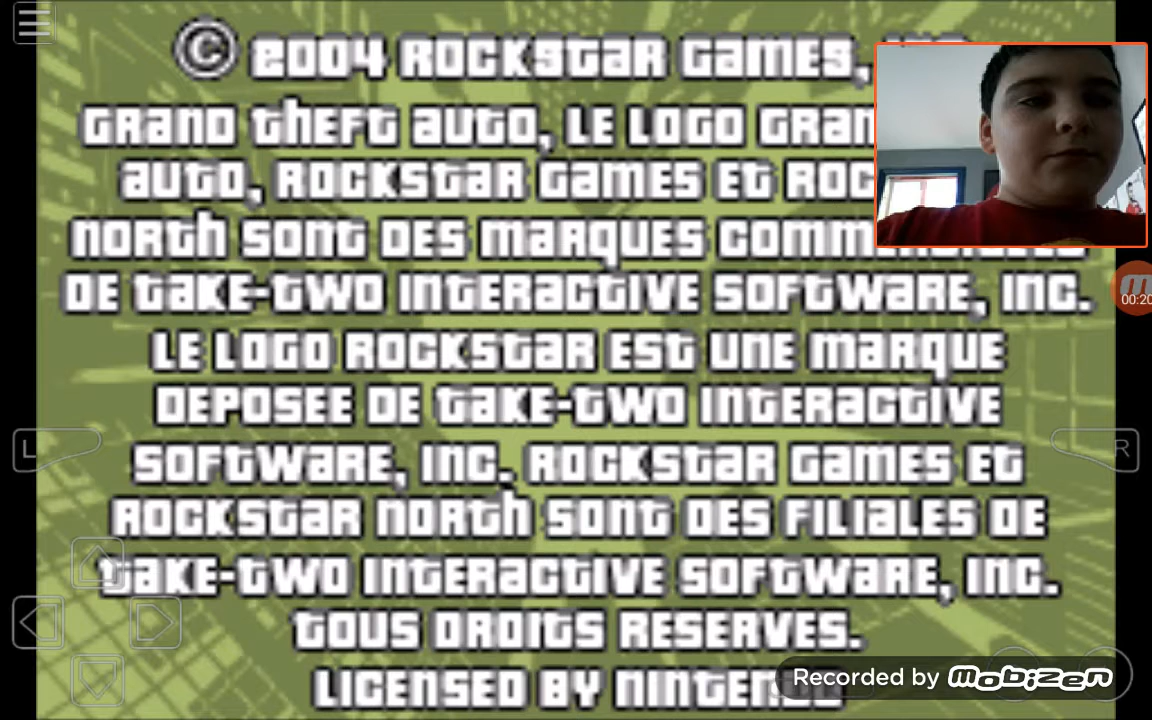 © 2004 ROCKSTAR GAMES,
GRAND THEFT AUTO, LE LOGO
AUTO, ROCKSTAR GAMES ET
NORTH SONT DES MARQUES
DE TAKE-TWO INTERACTIVE SOFTWARE, INC.
LE LOGO ROCKSTAR EST UNE MARQUE
DEPOSEE DE TAKE-TWO INTERACTIVE
SOFTWARE, INC. ROCKSTAR GAMES ET
ROCKSTAR NORTH SONT DES FILIALES DE
TAKE-TWO INTERACTIVE SOFTWARE, INC.
TOUS DROITS RESERVES.
LICENSED BY NINTENDO
L
R
00:20
Recorded by mobizen